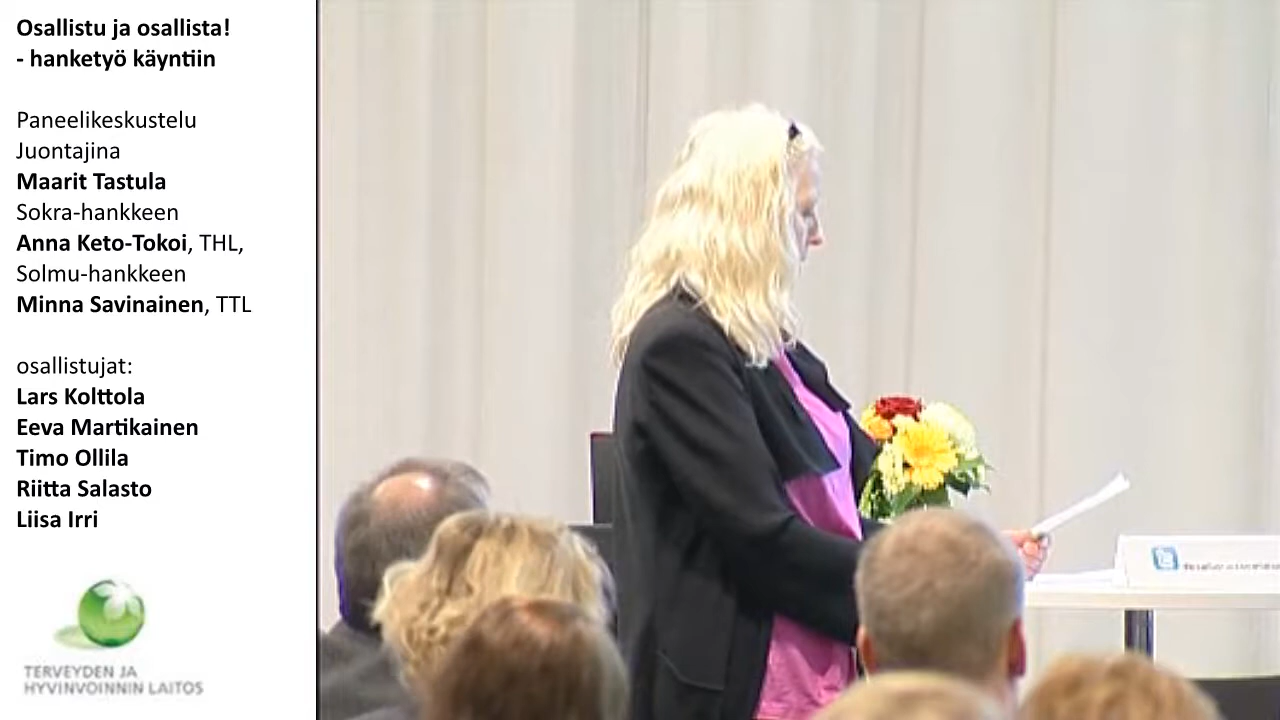 Osallistu ja osallista!
- hanketyö käyntiin
Paneelikeskustelu
Juontajina
Maarit Tastula
Sokra-hankkeen
Anna Keto-Tokoi, THL,
Solmu-hankkeen
Minna Savinainen, TTL
osallistujat:
Lars Kolttola
Eeva Martikainen
Timo Ollila
Riitta Salasto
Liisa Irri
TERVEYDEN JA
HYVINVOINNIN LAITOS